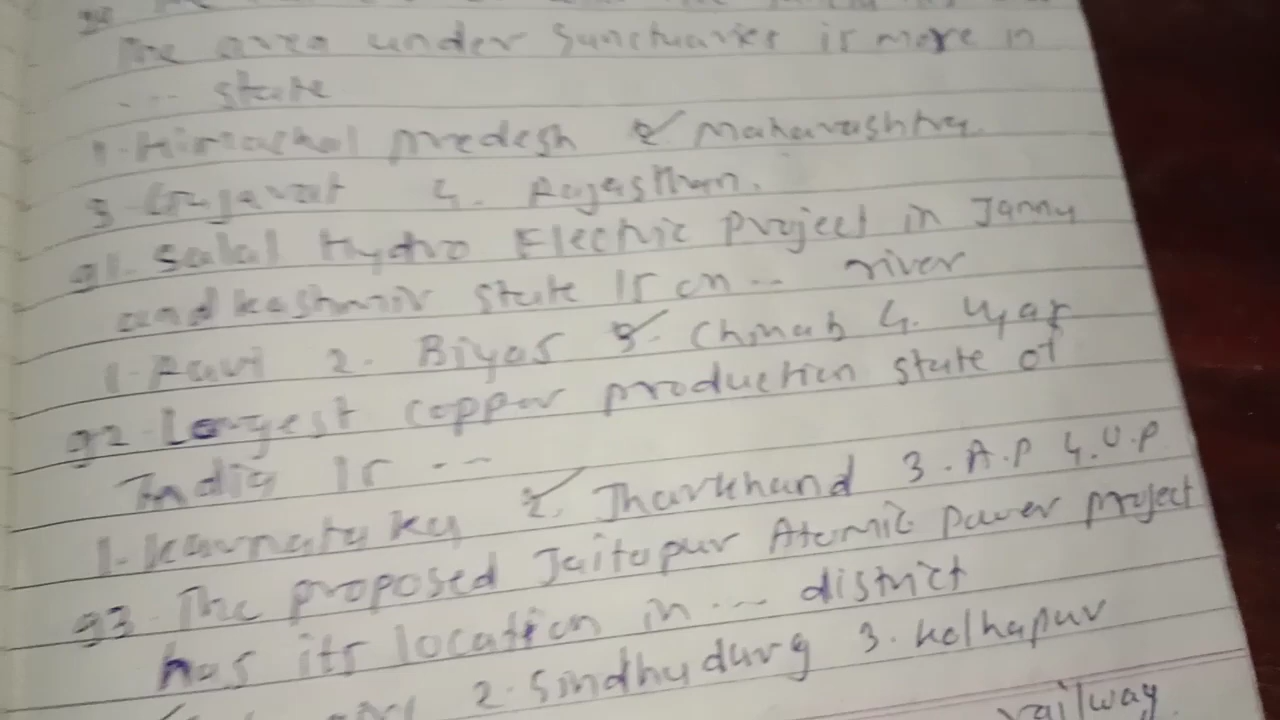 The area under Sunctuaries is more in
.... state
1. Himachal predesh 2. Maharashtra.
3 Gujarat 4. Rajasthan.
91. Salal Hydro Electric Project in Jammu
and kashmir state is on ... river
1. Ravi 2. Biyas 3. Chinab 4.
92. Largest copper production state of
India is ...
1. karnataka 2. Jharkhand 3. A.P 4. U.P
93. The proposed Jaitapur Atomic power project
has its location in ... district
2. Sindhudurg 3. kolhapur
railway